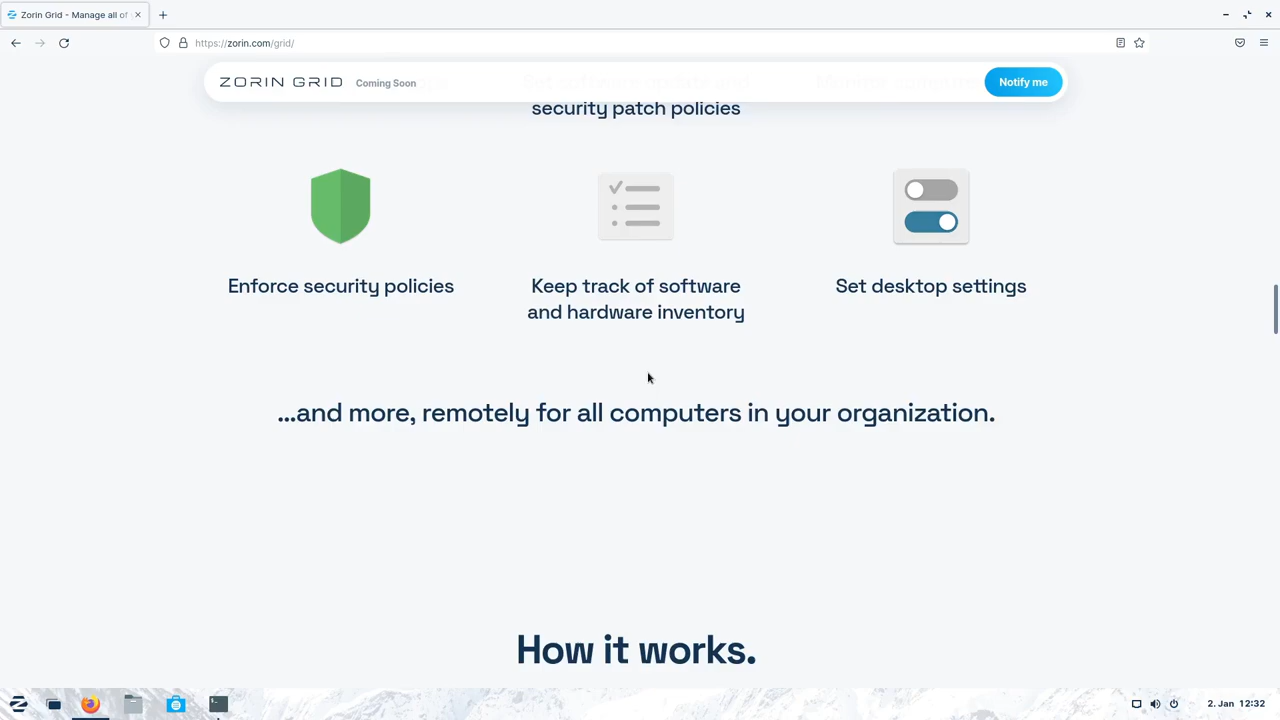 Zorin Grid - Manage all of
https://zorin.com/grid/
ZORIN GRID Coming Soon
Notify me
security patch policies
Enforce security policies
Keep track of software
and hardware inventory
Set desktop settings
...and more, remotely for all computers in your organization.
How it works.
2. Jan 12:32